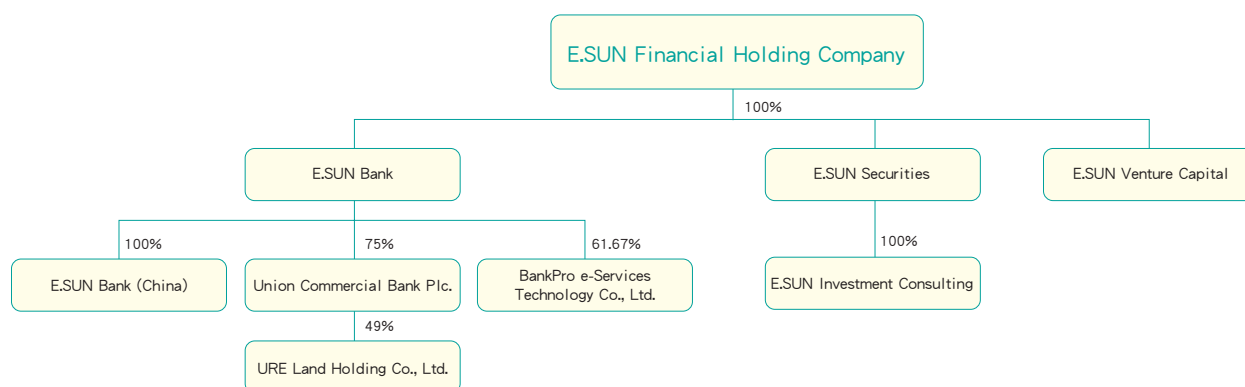 E.SUN Financial Holding Company
100%
E.SUN Bank
E.SUN Securities
E.SUN Venture Capital
100%
75%
61.67%
100%
E.SUN Bank (China)
Union Commercial Bank Plc.
BankPro e-Services
Technology Co., Ltd.
E.SUN Investment Consulting
49%
URE Land Holding Co., Ltd.